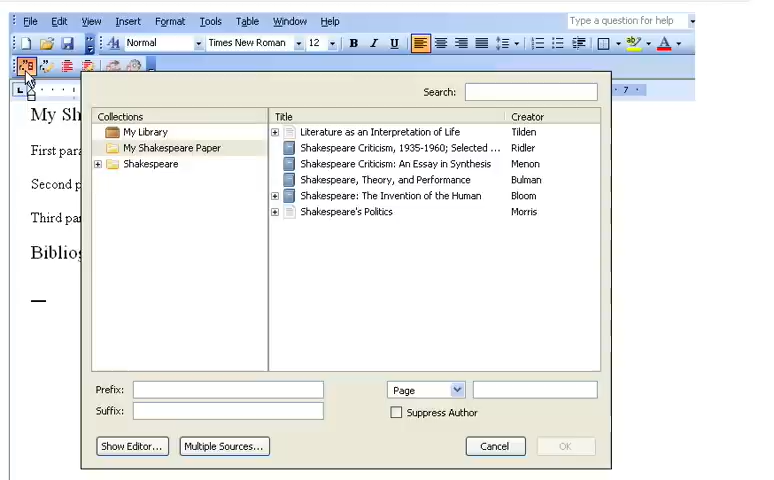 File Edit View Insert Format Tools Table Window Help Type a question for help
Normal Times New Roman 12 B I U A
L 7
My Sh
First para
Second p
Third par
Bibliog
Search:
Collections
My Library
My Shakespeare Paper
Shakespeare
Title Creator
Literature as an Interpretation of Life Tilden
Shakespeare Criticism, 1935-1960; Selected ... Ridler
Shakespeare Criticism: An Essay in Synthesis Menon
Shakespeare, Theory, and Performance Bulman
Shakespeare: The Invention of the Human Bloom
Shakespeare's Politics Morris
Prefix: Page
Suffix: Suppress Author
Show Editor... Multiple Sources... Cancel OK